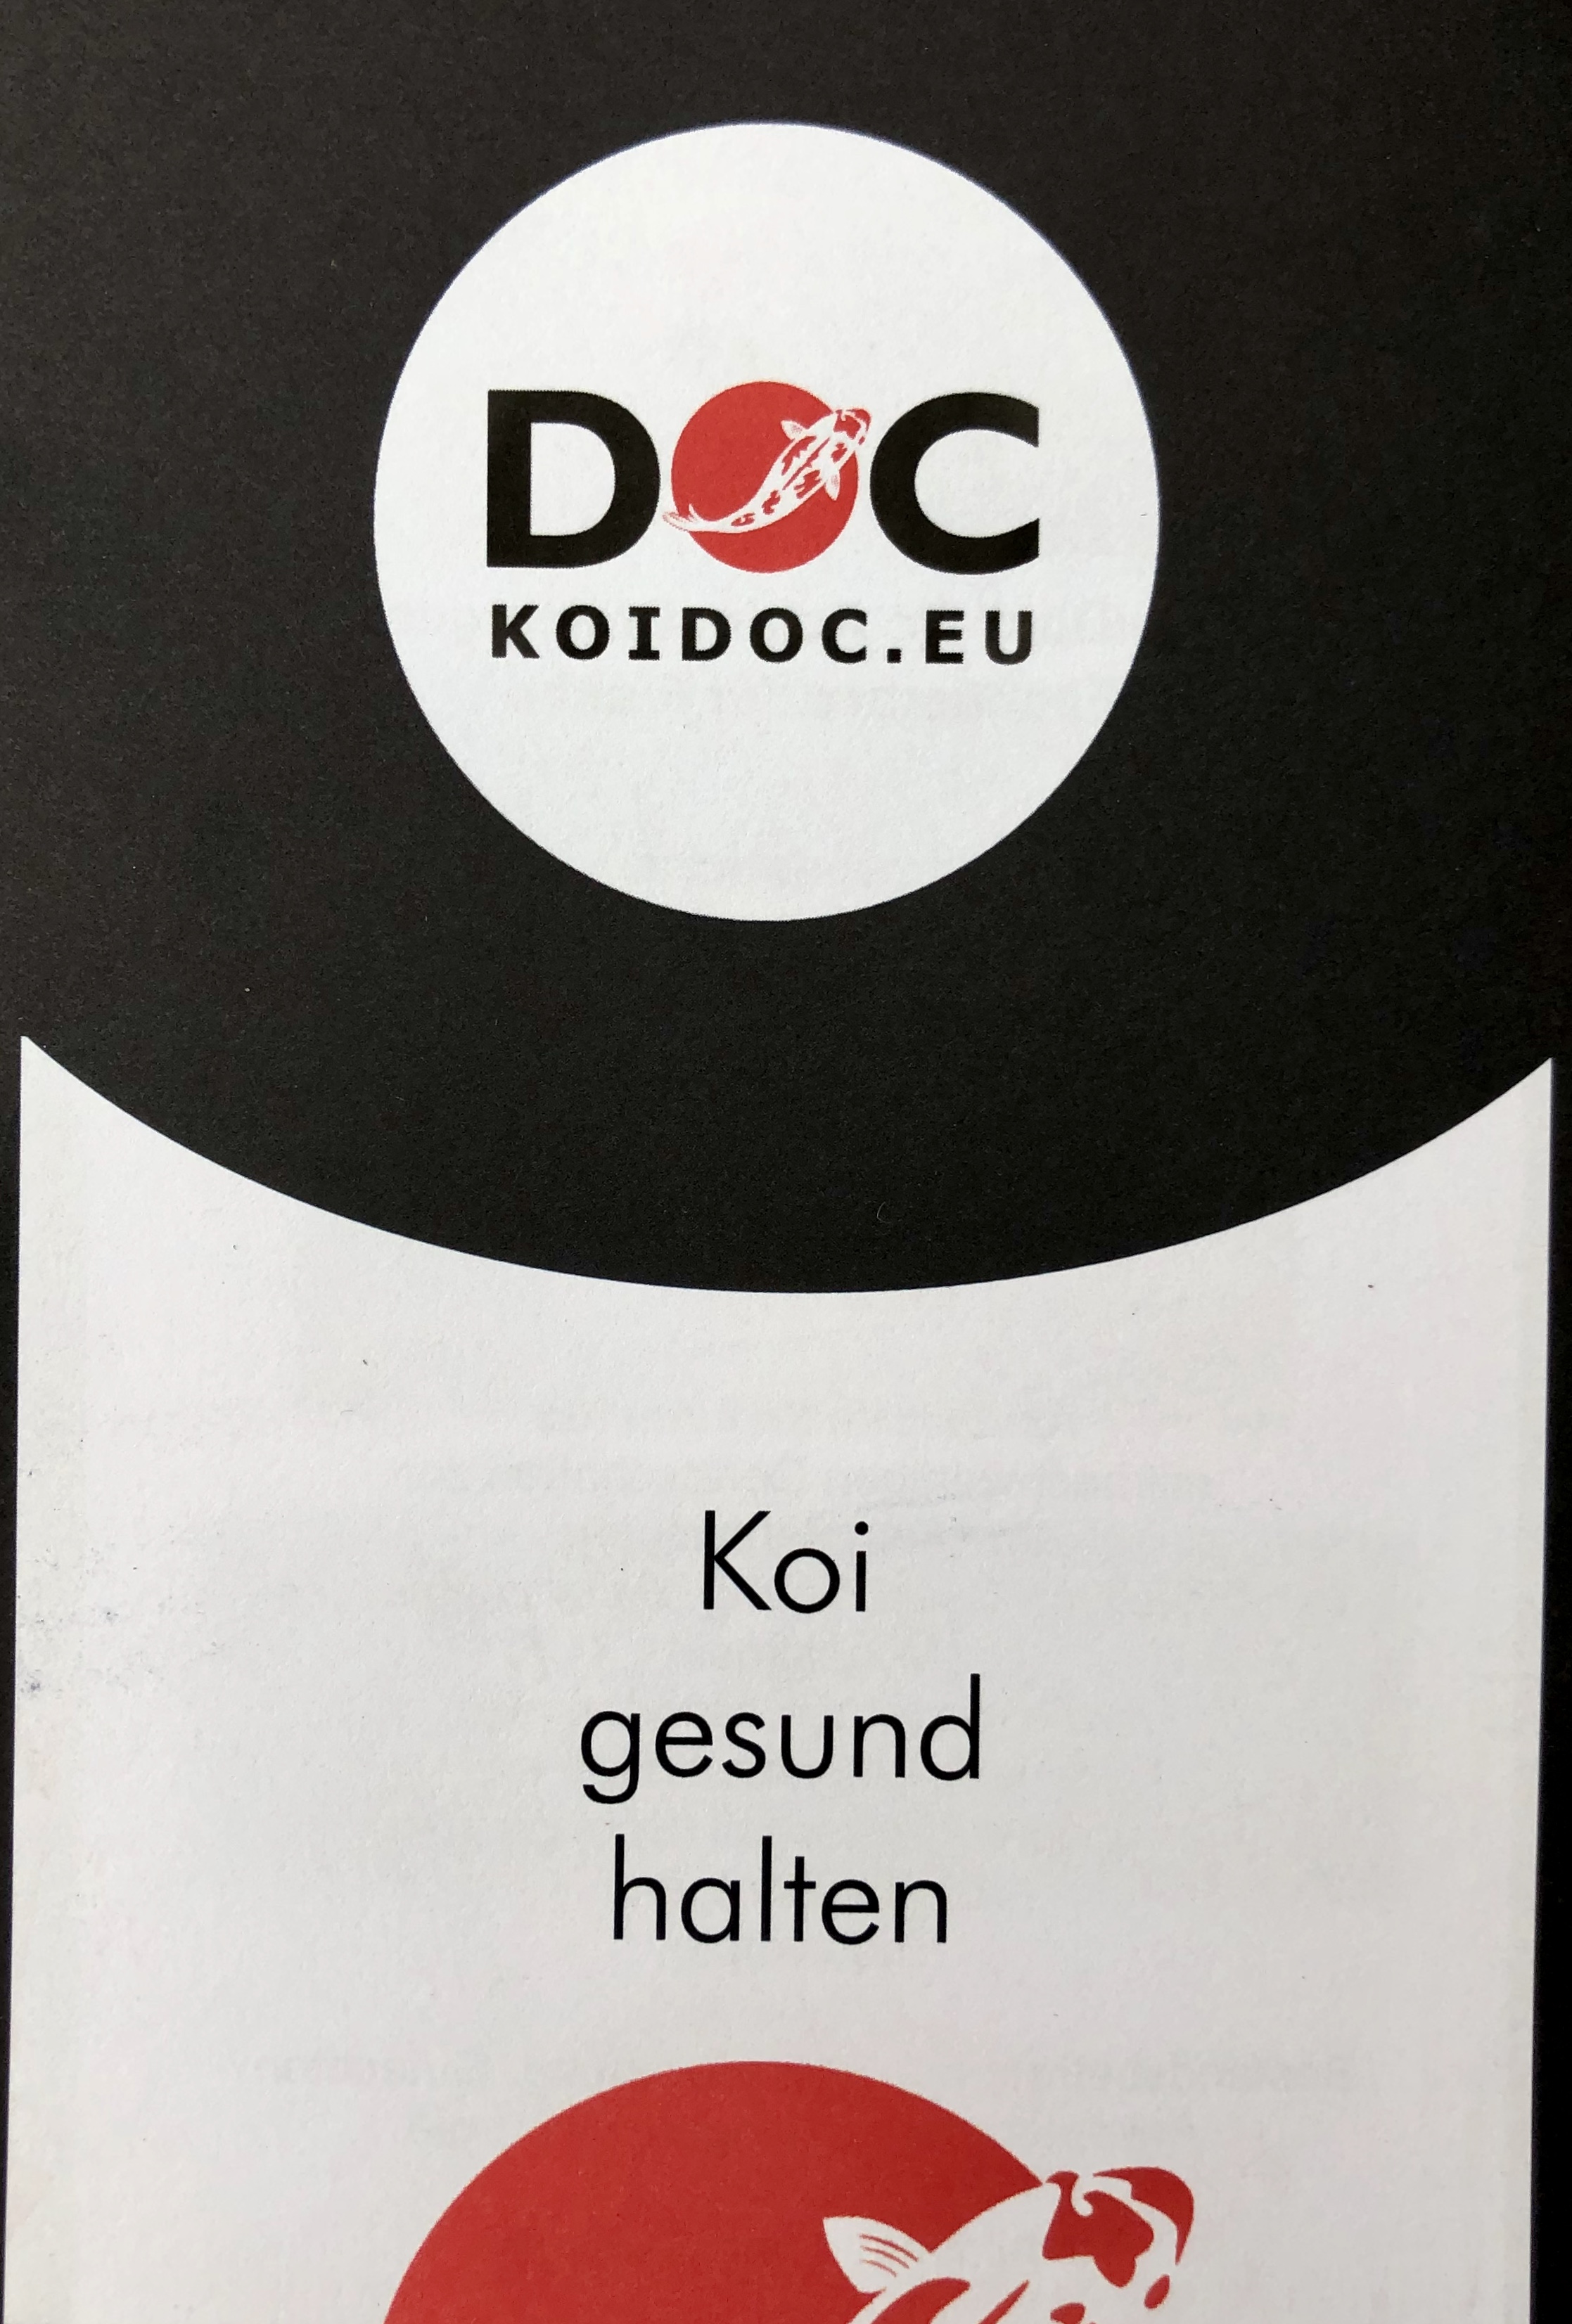 DOC
KOIDOC.EU
Koi
gesund
halten